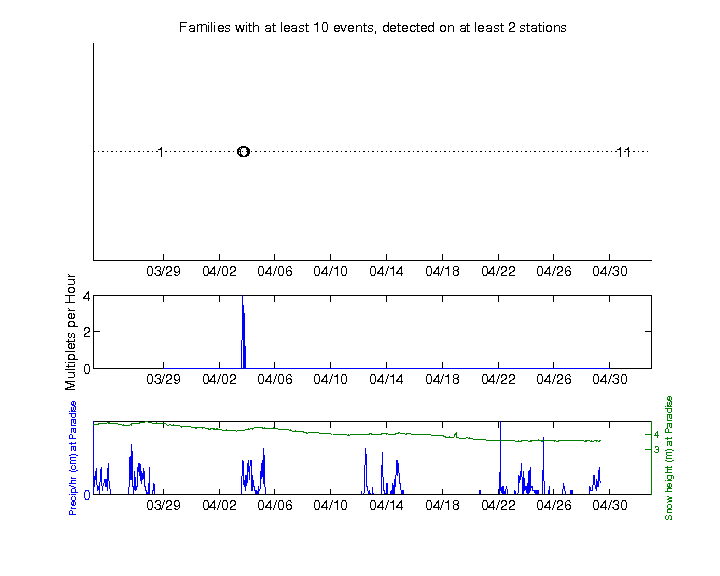 Families with at least 10 events, detected on at least 2 stations
1
11
03/29 04/02 04/06 04/10 04/14 04/18 04/22 04/26 04/30
Multiplets per Hour
4
2
0
03/29 04/02 04/06 04/10 04/14 04/18 04/22 04/26 04/30
Precip/hr (cm) at Paradise
0
4
3
Snow height (m) at Paradise
03/29 04/02 04/06 04/10 04/14 04/18 04/22 04/26 04/30